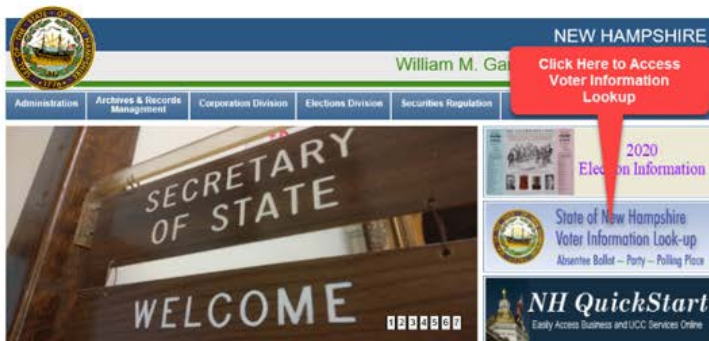 NEW HAMPSHIRE
William M. Ga
Click Here to Access
Voter Information
Lookup
Administration
Archives & Records
Management
Corporation Division
Elections Division
Securities Regulation
SECRETARY
OF STATE
WELCOME
1 2 3 4 5 6 7
2020
Election Information
State of New Hampshire
Voter Information Look-up
Absentee Ballot – Party – Polling Place
NH QuickStart
Easily Access Business and UCC Services Online